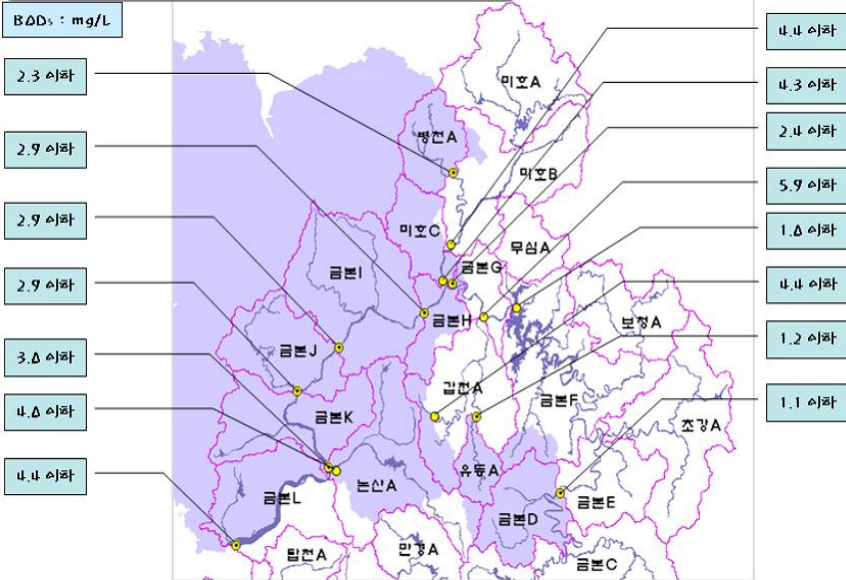 BOD₅ : mg/L
2.3 이하
2.9 이하
2.9 이하
2.9 이하
3.0 이하
4.0 이하
4.4 이하
4.4 이하
4.3 이하
2.4 이하
5.9 이하
1.0 이하
4.4 이하
1.2 이하
1.1 이하
미호A
병천A
미호B
미호C
무심A
금본G
금본I
금본H
보청A
금본J
갑천A
금본F
금본K
초강A
유등A
논산A
금본L
금본D
금본E
탑천A
만경A
금본C